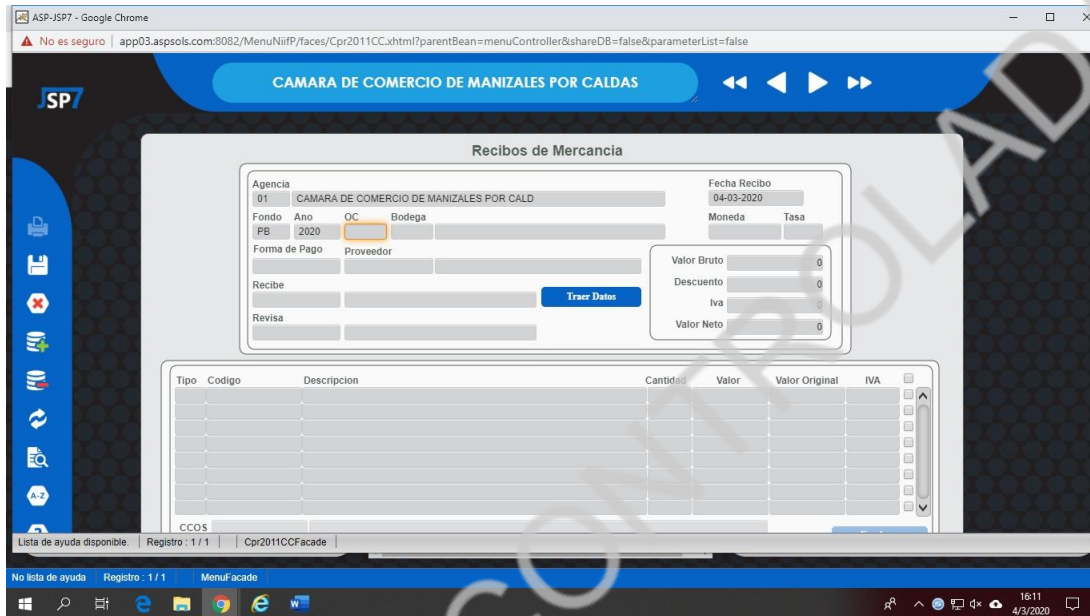 ASP-JSP7 - Google Chrome
No es seguro | app03.aspsols.com:8082/MenuNiifP/faces/Cpr2011CC.xhtml?parentBean=menuController&shareDB=false&parameterList=false
JSP7
CAMARA DE COMERCIO DE MANIZALES POR CALDAS
Recibos de Mercancia
Agencia Fecha Recibo
01 CAMARA DE COMERCIO DE MANIZALES POR CALD 04-03-2020
Fondo Ano OC Bodega Moneda Tasa
PB 2020
Forma de Pago Proveedor
Valor Bruto 0
Recibe Descuento 0
Traer Datos
Iva 0
Revisa
Valor Neto 0
Tipo Codigo Descripcion Cantidad Valor Valor Original IVA
A-Z
CCOS
Lista de ayuda disponible. Registro : 1 / 1 Cpr2011CCFacade
No lista de ayuda Registro : 1 / 1 MenuFacade
16:11
4/3/2020
CONTROLAD